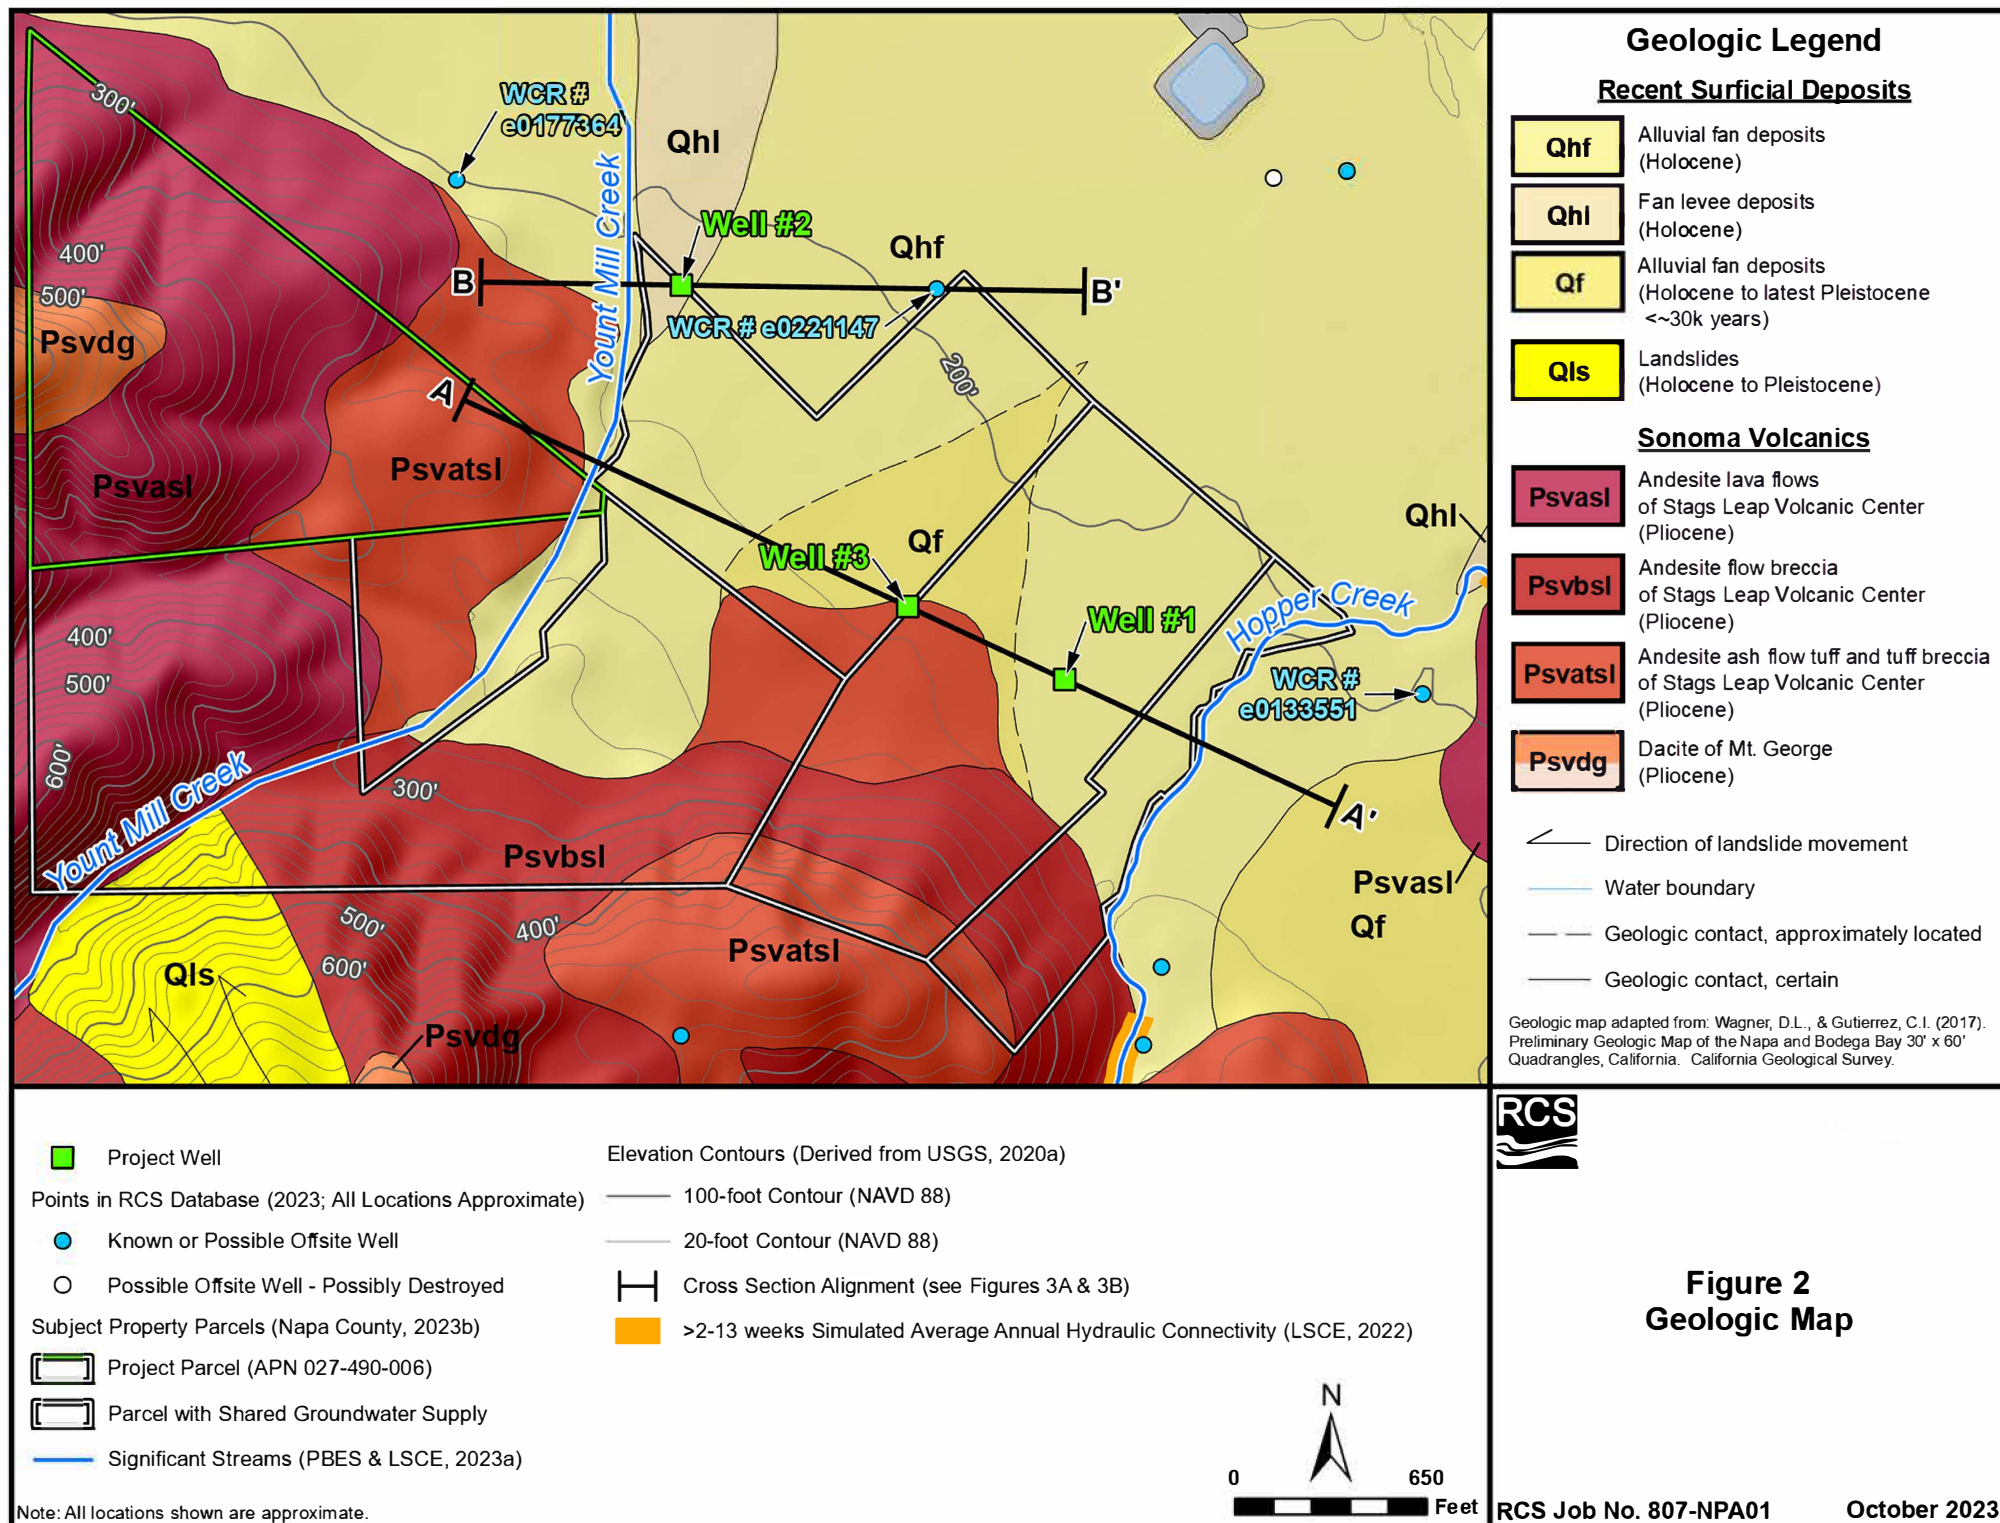 300'
WCR #
e0177364
Qhl
Yount Mill Creek
Well #2
Qhf
400'
500'
B
B'
Psvdg
WCR # e0221147
A
200'
Psvatsl
Psvasl
Qhl
Well #3
Qf
Hopper Creek
Well #1
400'
500'
WCR #
e0133551
600'
Yount Mill Creek
300'
A'
Psvbsl
Psvasl
Qf
500'
400'
600'
Psvatsl
Qls
Psvdg
Geologic Legend
Recent Surficial Deposits
Qhf
Alluvial fan deposits
(Holocene)
Qhl
Fan levee deposits
(Holocene)
Qf
Alluvial fan deposits
(Holocene to latest Pleistocene
<~30k years)
Qls
Landslides
(Holocene to Pleistocene)
Sonoma Volcanics
Psvasl
Andesite lava flows
of Stags Leap Volcanic Center
(Pliocene)
Psvbsl
Andesite flow breccia
of Stags Leap Volcanic Center
(Pliocene)
Psvatsl
Andesite ash flow tuff and tuff breccia
of Stags Leap Volcanic Center
(Pliocene)
Psvdg
Dacite of Mt. George
(Pliocene)
Direction of landslide movement
Water boundary
Geologic contact, approximately located
Geologic contact, certain
Geologic map adapted from: Wagner, D.L., & Gutierrez, C.I. (2017).
Preliminary Geologic Map of the Napa and Bodega Bay 30' x 60'
Quadrangles, California. California Geological Survey.
Project Well
Points in RCS Database (2023; All Locations Approximate)
Known or Possible Offsite Well
Possible Offsite Well - Possibly Destroyed
Subject Property Parcels (Napa County, 2023b)
Project Parcel (APN 027-490-006)
Parcel with Shared Groundwater Supply
Significant Streams (PBES & LSCE, 2023a)
Note: All locations shown are approximate.
Elevation Contours (Derived from USGS, 2020a)
100-foot Contour (NAVD 88)
20-foot Contour (NAVD 88)
Cross Section Alignment (see Figures 3A & 3B)
>2-13 weeks Simulated Average Annual Hydraulic Connectivity (LSCE, 2022)
N
0 650
Feet
RCS
Figure 2
Geologic Map
RCS Job No. 807-NPA01 October 2023